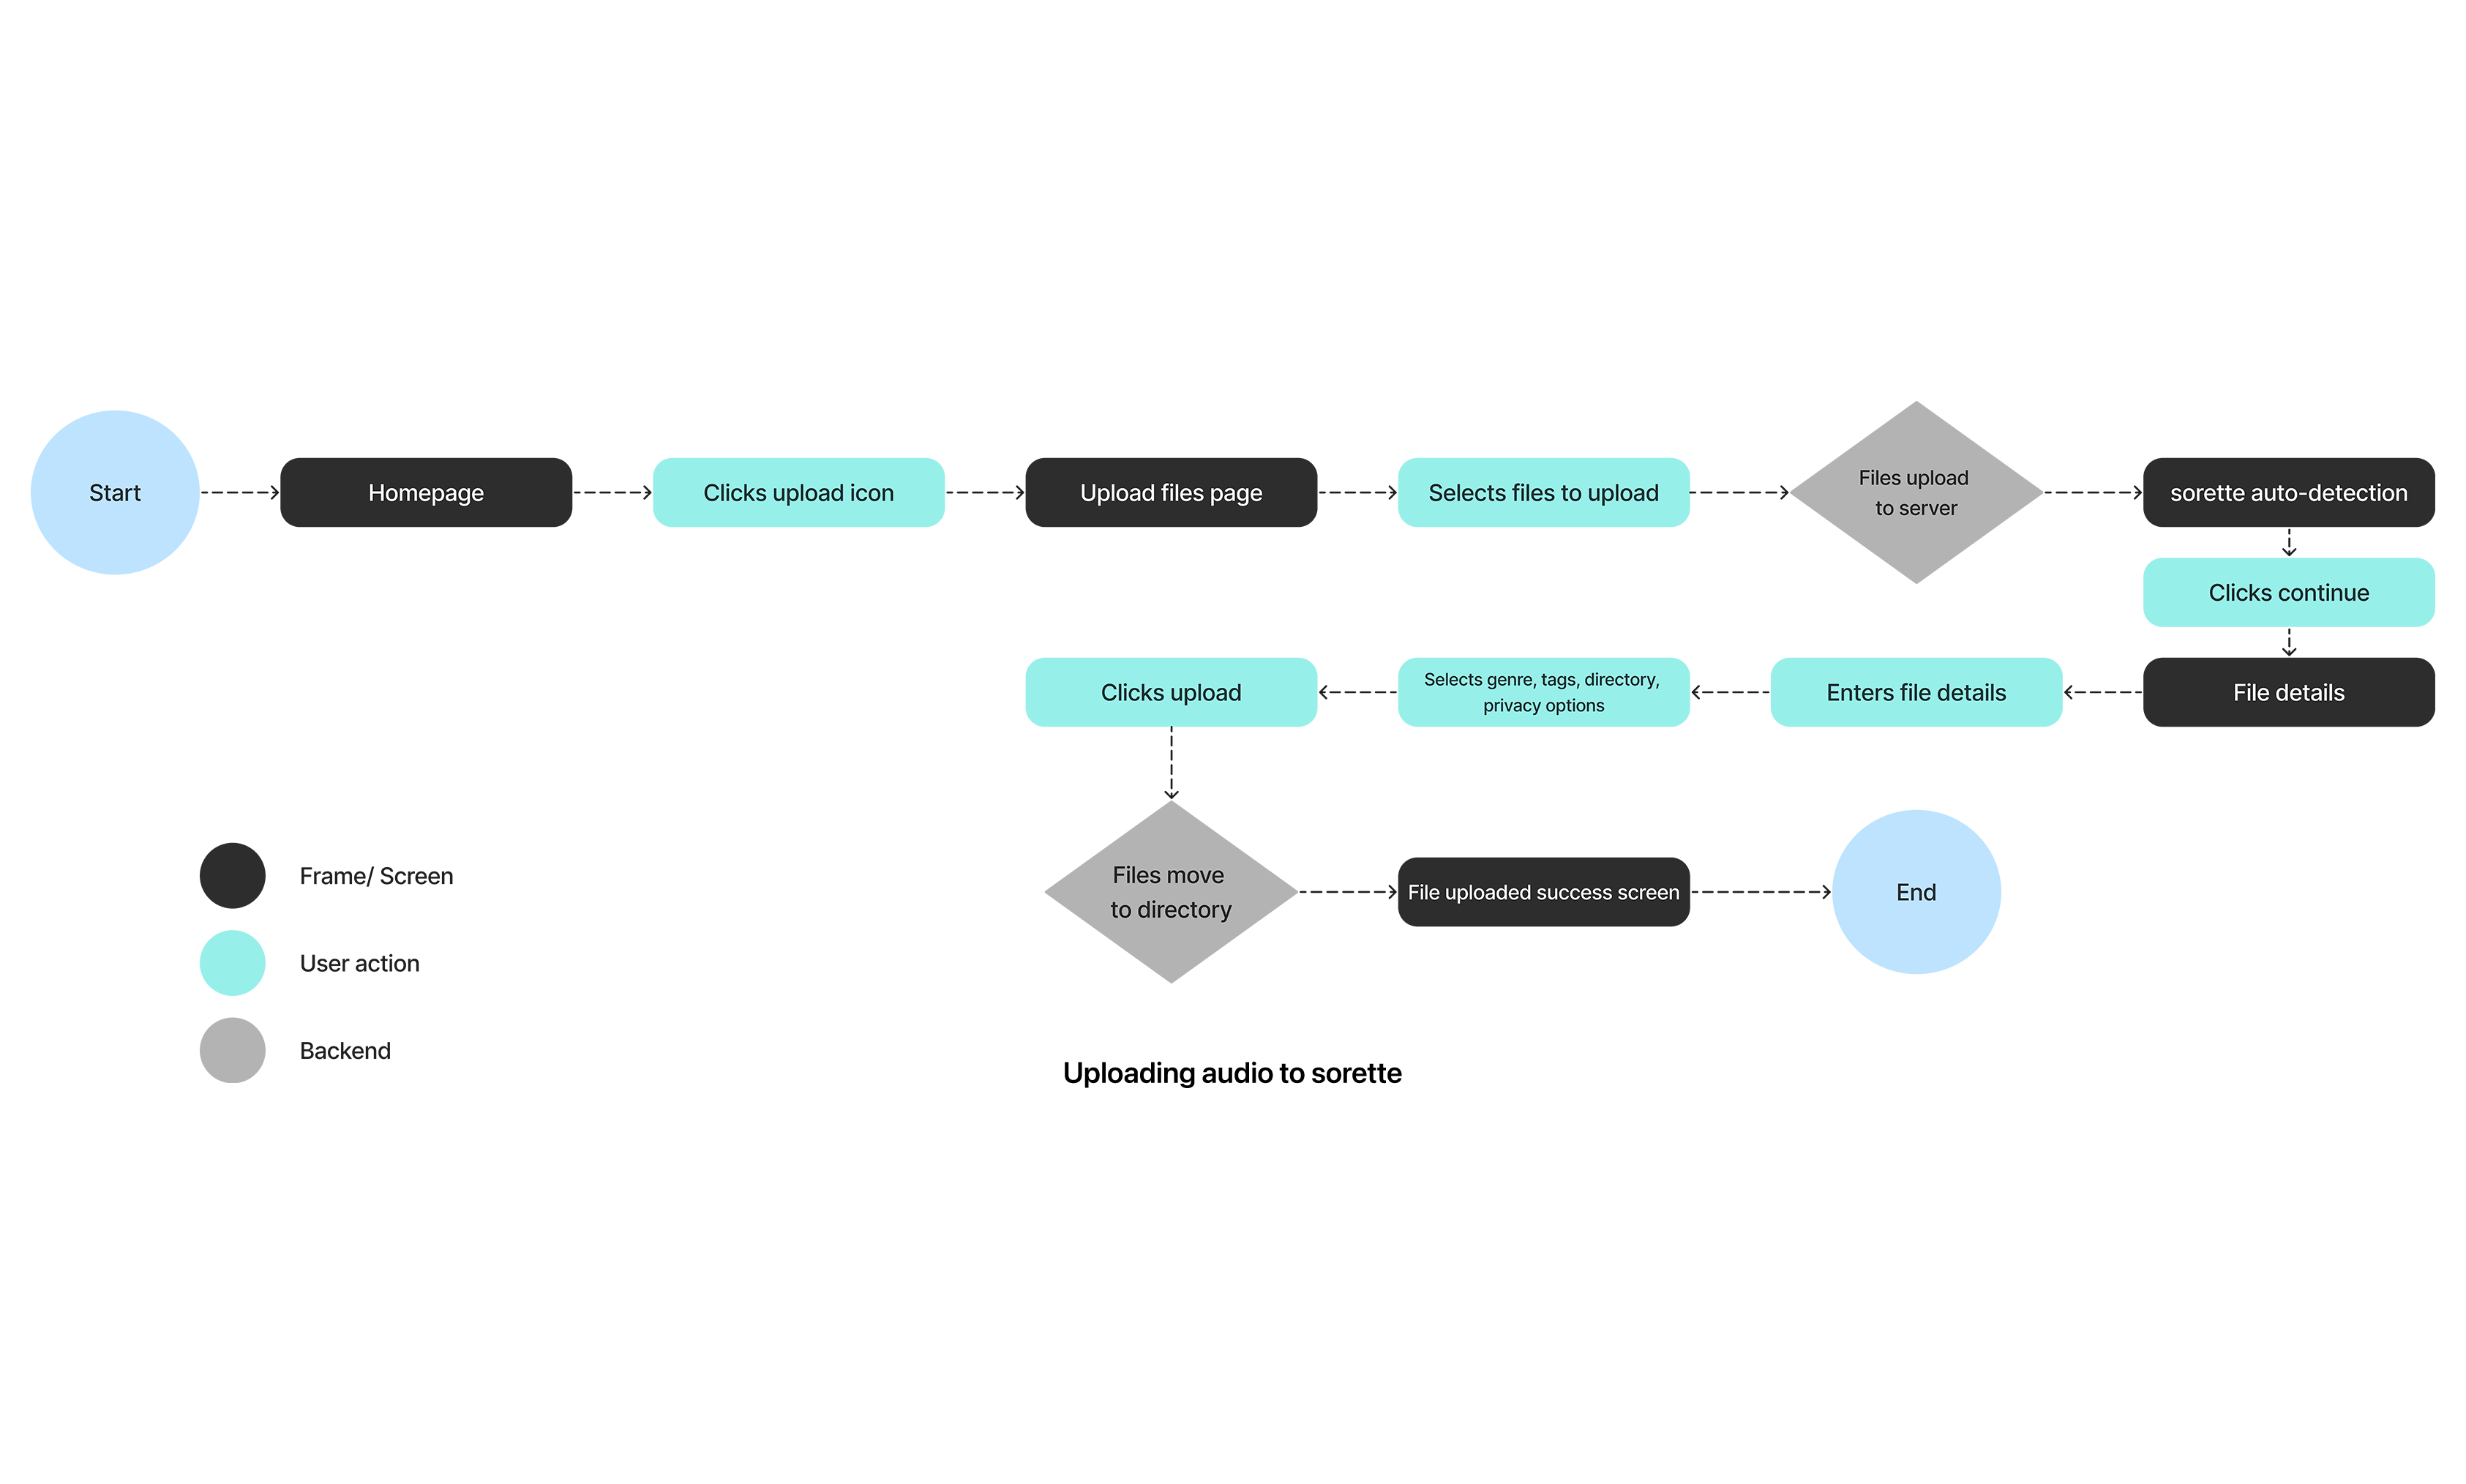 Start
Homepage
Clicks upload icon
Upload files page
Selects files to upload
Files upload
to server
sorette auto-detection
Clicks continue
File details
Enters file details
Selects genre, tags, directory,
privacy options
Clicks upload
Files move
to directory
File uploaded success screen
End
Frame/ Screen
User action
Backend
Uploading audio to sorette